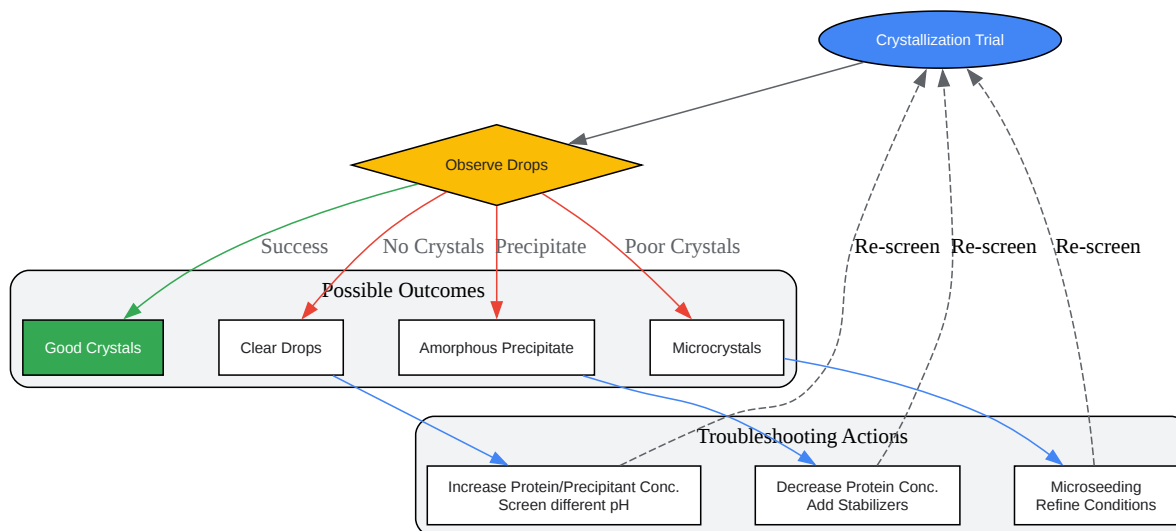 Crystallization Trial
Observe Drops
Success
No Crystals
Precipitate
Poor Crystals
Re-screen
Re-screen
Re-screen
Possible Outcomes
Good Crystals
Clear Drops
Amorphous Precipitate
Microcrystals
Troubleshooting Actions
Increase Protein/Precipitant Conc.
Screen different pH
Decrease Protein Conc.
Add Stabilizers
Microseeding
Refine Conditions